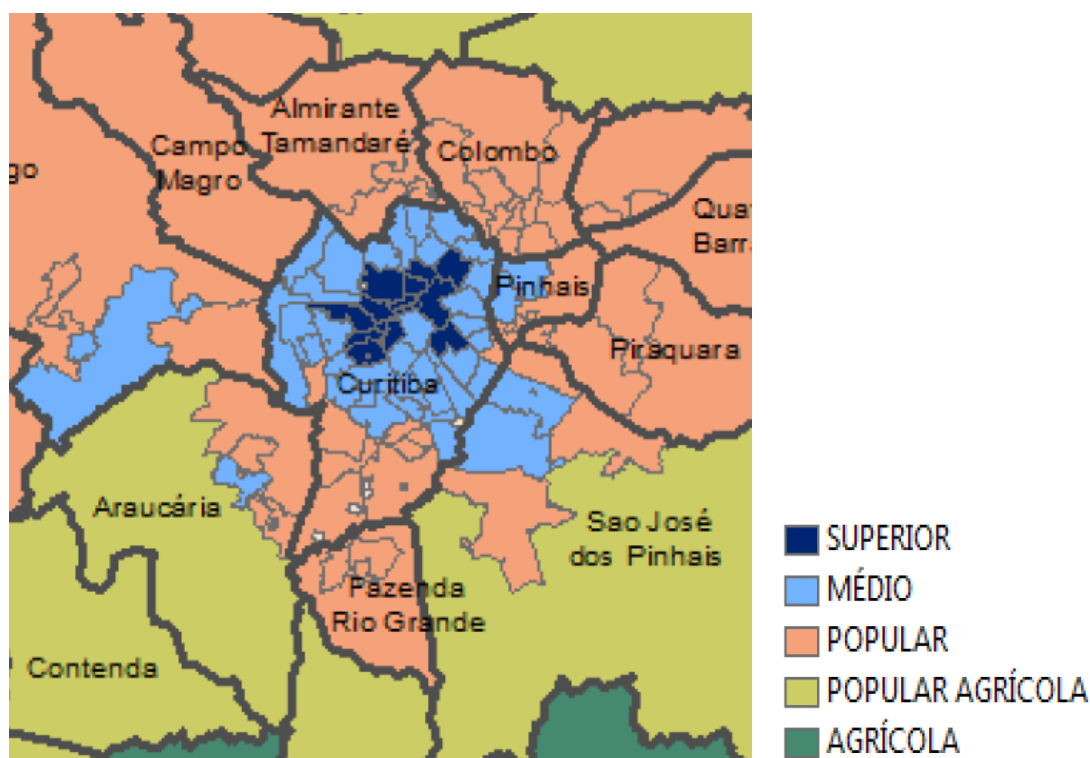 Almirante
Tamandaré
Colombo
Campo
Magro
go
Qua
Barr
Pinhais
Piraquara
Curitiba
Araucária
Sao José
dos Pinhais
Fazenda
Rio Grande
Contenda
SUPERIOR
MÉDIO
POPULAR
POPULAR AGRÍCOLA
AGRÍCOLA